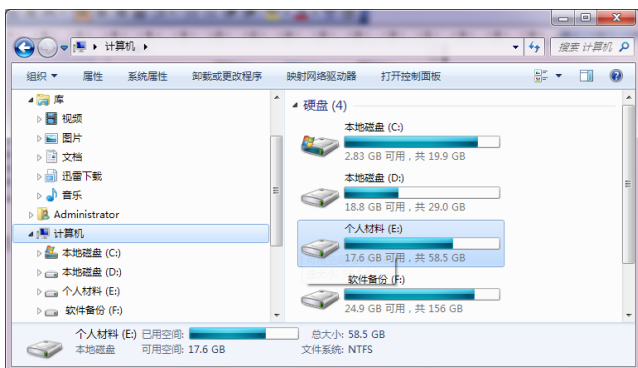 计算机
搜索 计算机
组织 属性 系统属性 卸载或更改程序 映射网络驱动器 打开控制面板
库
视频
图片
文档
迅雷下载
音乐
Administrator
计算机
本地磁盘 (C:)
本地磁盘 (D:)
个人材料 (E:)
软件备份 (F:)
硬盘 (4)
本地磁盘 (C:)
2.83 GB 可用，共 19.9 GB
本地磁盘 (D:)
18.8 GB 可用，共 29.0 GB
个人材料 (E:)
17.6 GB 可用，共 58.5 GB
软件备份 (F:)
24.9 GB 可用，共 156 GB
个人材料 (E:) 已用空间: 总大小: 58.5 GB
本地磁盘 可用空间: 17.6 GB 文件系统: NTFS